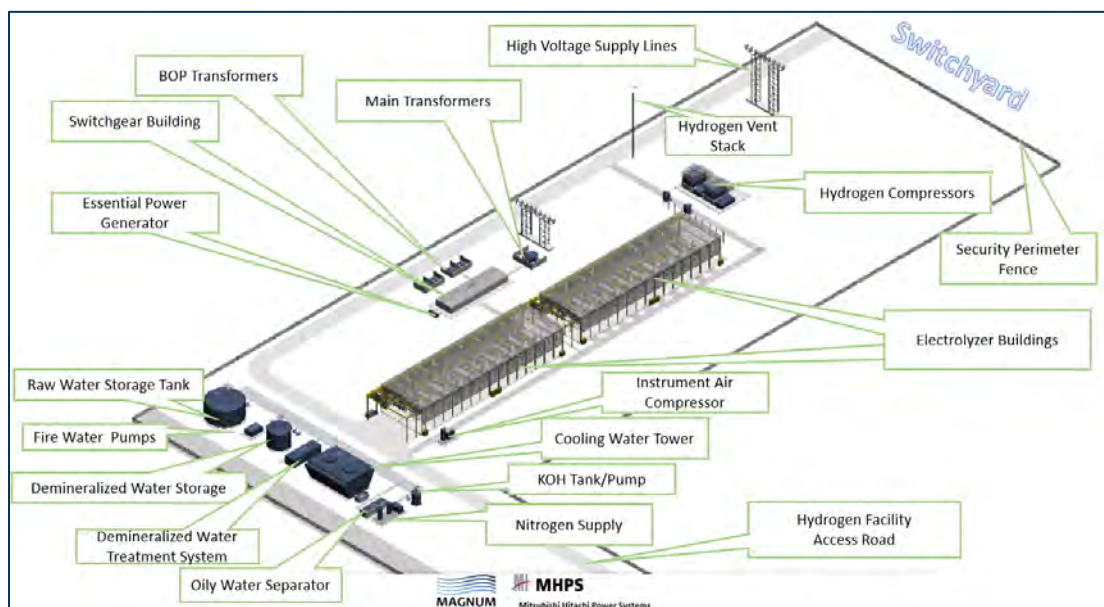 High Voltage Supply Lines
Switchyard
BOP Transformers
Main Transformers
Switchgear Building
Hydrogen Vent
Stack
Hydrogen Compressors
Essential Power
Generator
Security Perimeter
Fence
Electrolyzer Buildings
Raw Water Storage Tank
Instrument Air
Compressor
Fire Water Pumps
Cooling Water Tower
Demineralized Water Storage
KOH Tank/Pump
Demineralized Water
Treatment System
Nitrogen Supply
Hydrogen Facility
Access Road
Oily Water Separator
MAGNUM
MHPS
Mitsubishi Hitachi Power Systems